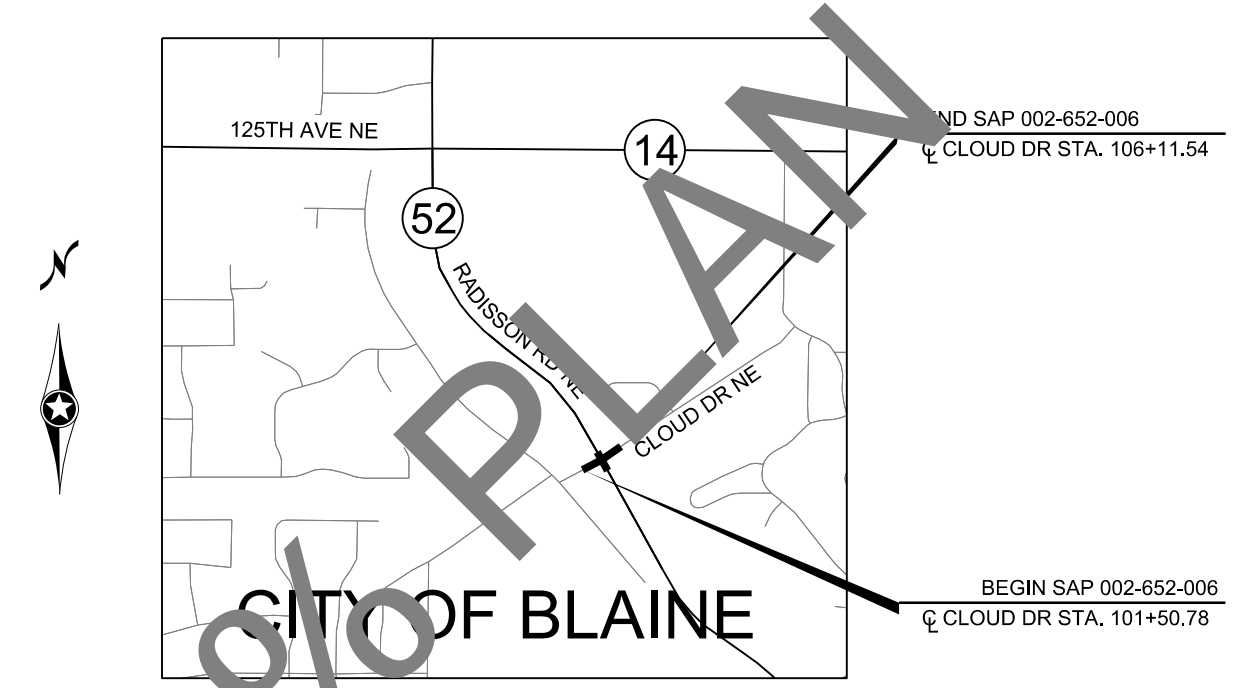 125TH AVE NE
14
END SAP 002-652-006
℄ CLOUD DR STA. 106+11.54
52
N
RADISSON RD NE
CLOUD DR NE
% PLAN
BEGIN SAP 002-652-006
℄ CLOUD DR STA. 101+50.78
CITY OF BLAINE